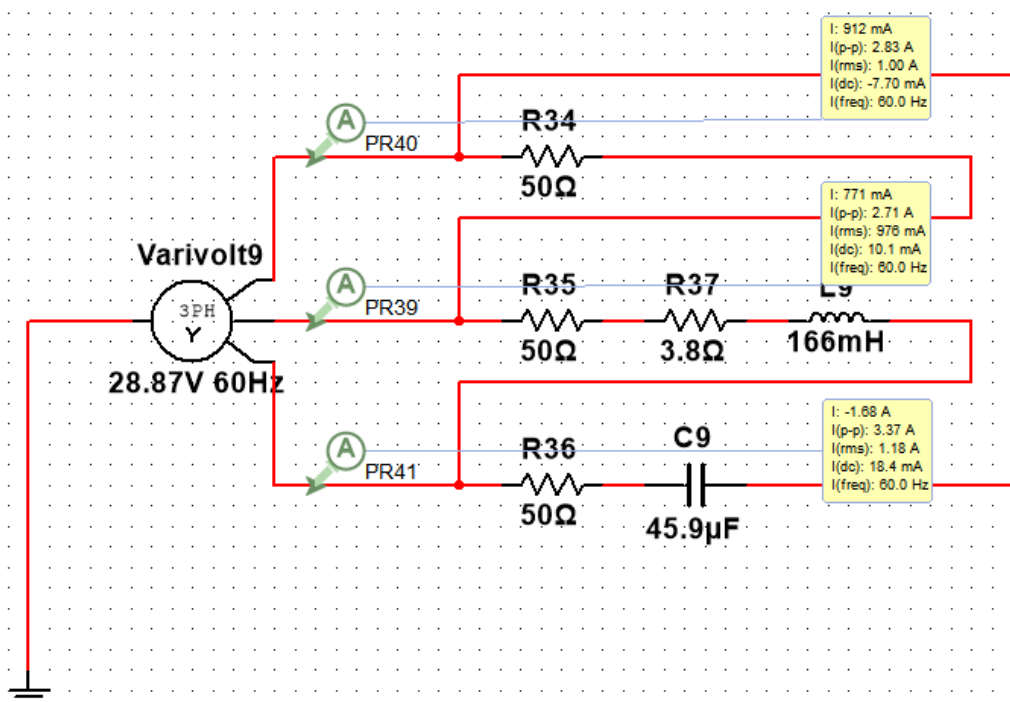 I: 912 mA
I(p-p): 2.83 A
I(rms): 1.00 A
I(dc): -7.70 mA
I(freq): 60.0 Hz
A
PR40
R34
50Ω
I: 771 mA
I(p-p): 2.71 A
I(rms): 976 mA
I(dc): 10.1 mA
I(freq): 60.0 Hz
Varivolt9
3PH
Y
28.87V 60Hz
A
PR39
R35
50Ω
R37
3.8Ω
L9
166mH
I: -1.68 A
I(p-p): 3.37 A
I(rms): 1.18 A
I(dc): 18.4 mA
I(freq): 60.0 Hz
A
PR41
R36
50Ω
C9
45.9µF